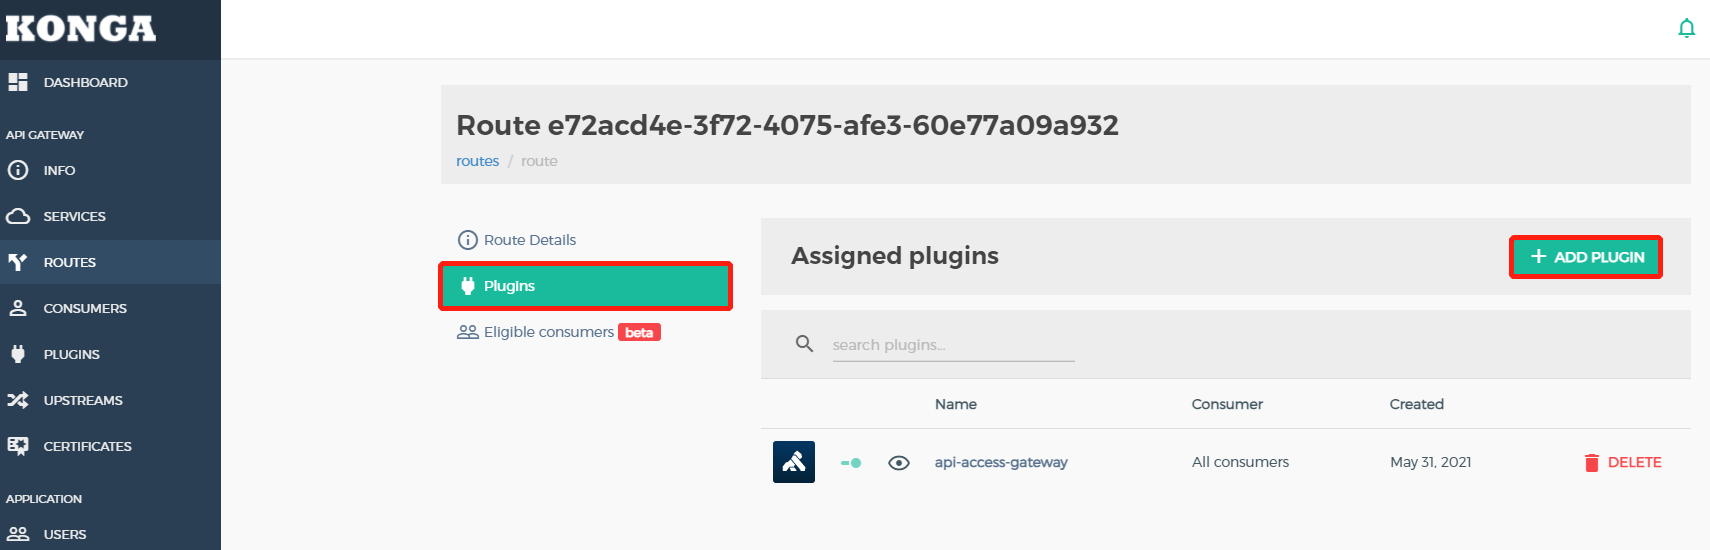 KONGA
DASHBOARD
API GATEWAY
INFO
SERVICES
ROUTES
CONSUMERS
PLUGINS
UPSTREAMS
CERTIFICATES
APPLICATION
USERS
Route e72acd4e-3f72-4075-afe3-60e77a09a932
routes / route
Route Details
Plugins
Eligible consumers beta
Assigned plugins
ADD PLUGIN
search plugins...
Name Consumer Created
api-access-gateway All consumers May 31, 2021 DELETE